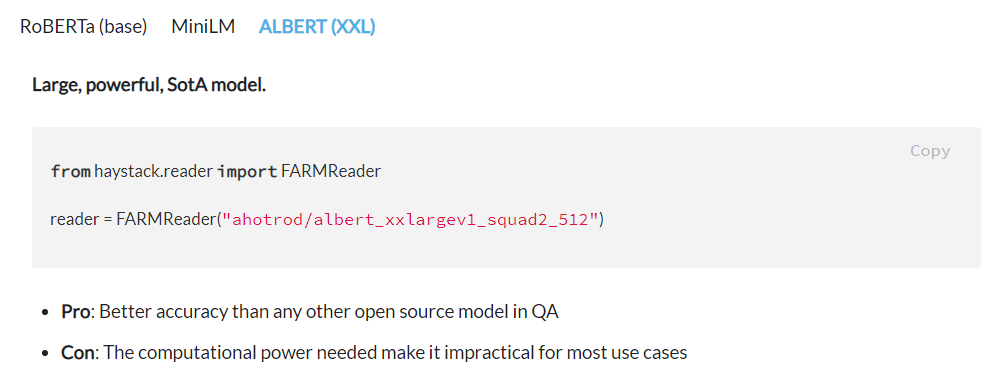 RoBERTa (base) MiniLM ALBERT (XXL)
Large, powerful, SotA model.
Copy
from haystack.reader import FARMReader
reader = FARMReader("ahotrod/albert_xxlargev1_squad2_512")
• Pro: Better accuracy than any other open source model in QA
• Con: The computational power needed make it impractical for most use cases